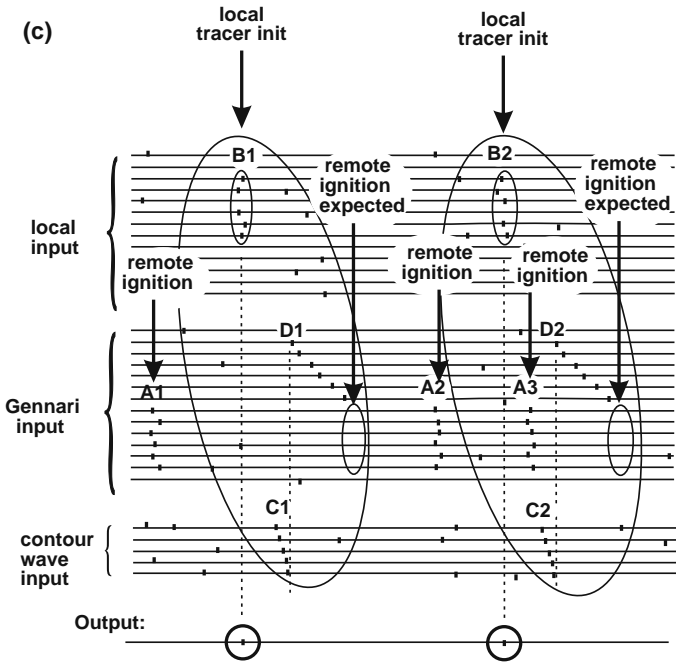 (c)
local
tracer init
local
tracer init
B1
B2
remote
ignition
expected
remote
ignition
expected
local
input
remote
ignition
remote
ignition
remote
ignition
D1
D2
A1
A2
A3
Gennari
input
C1
C2
contour
wave
input
Output: